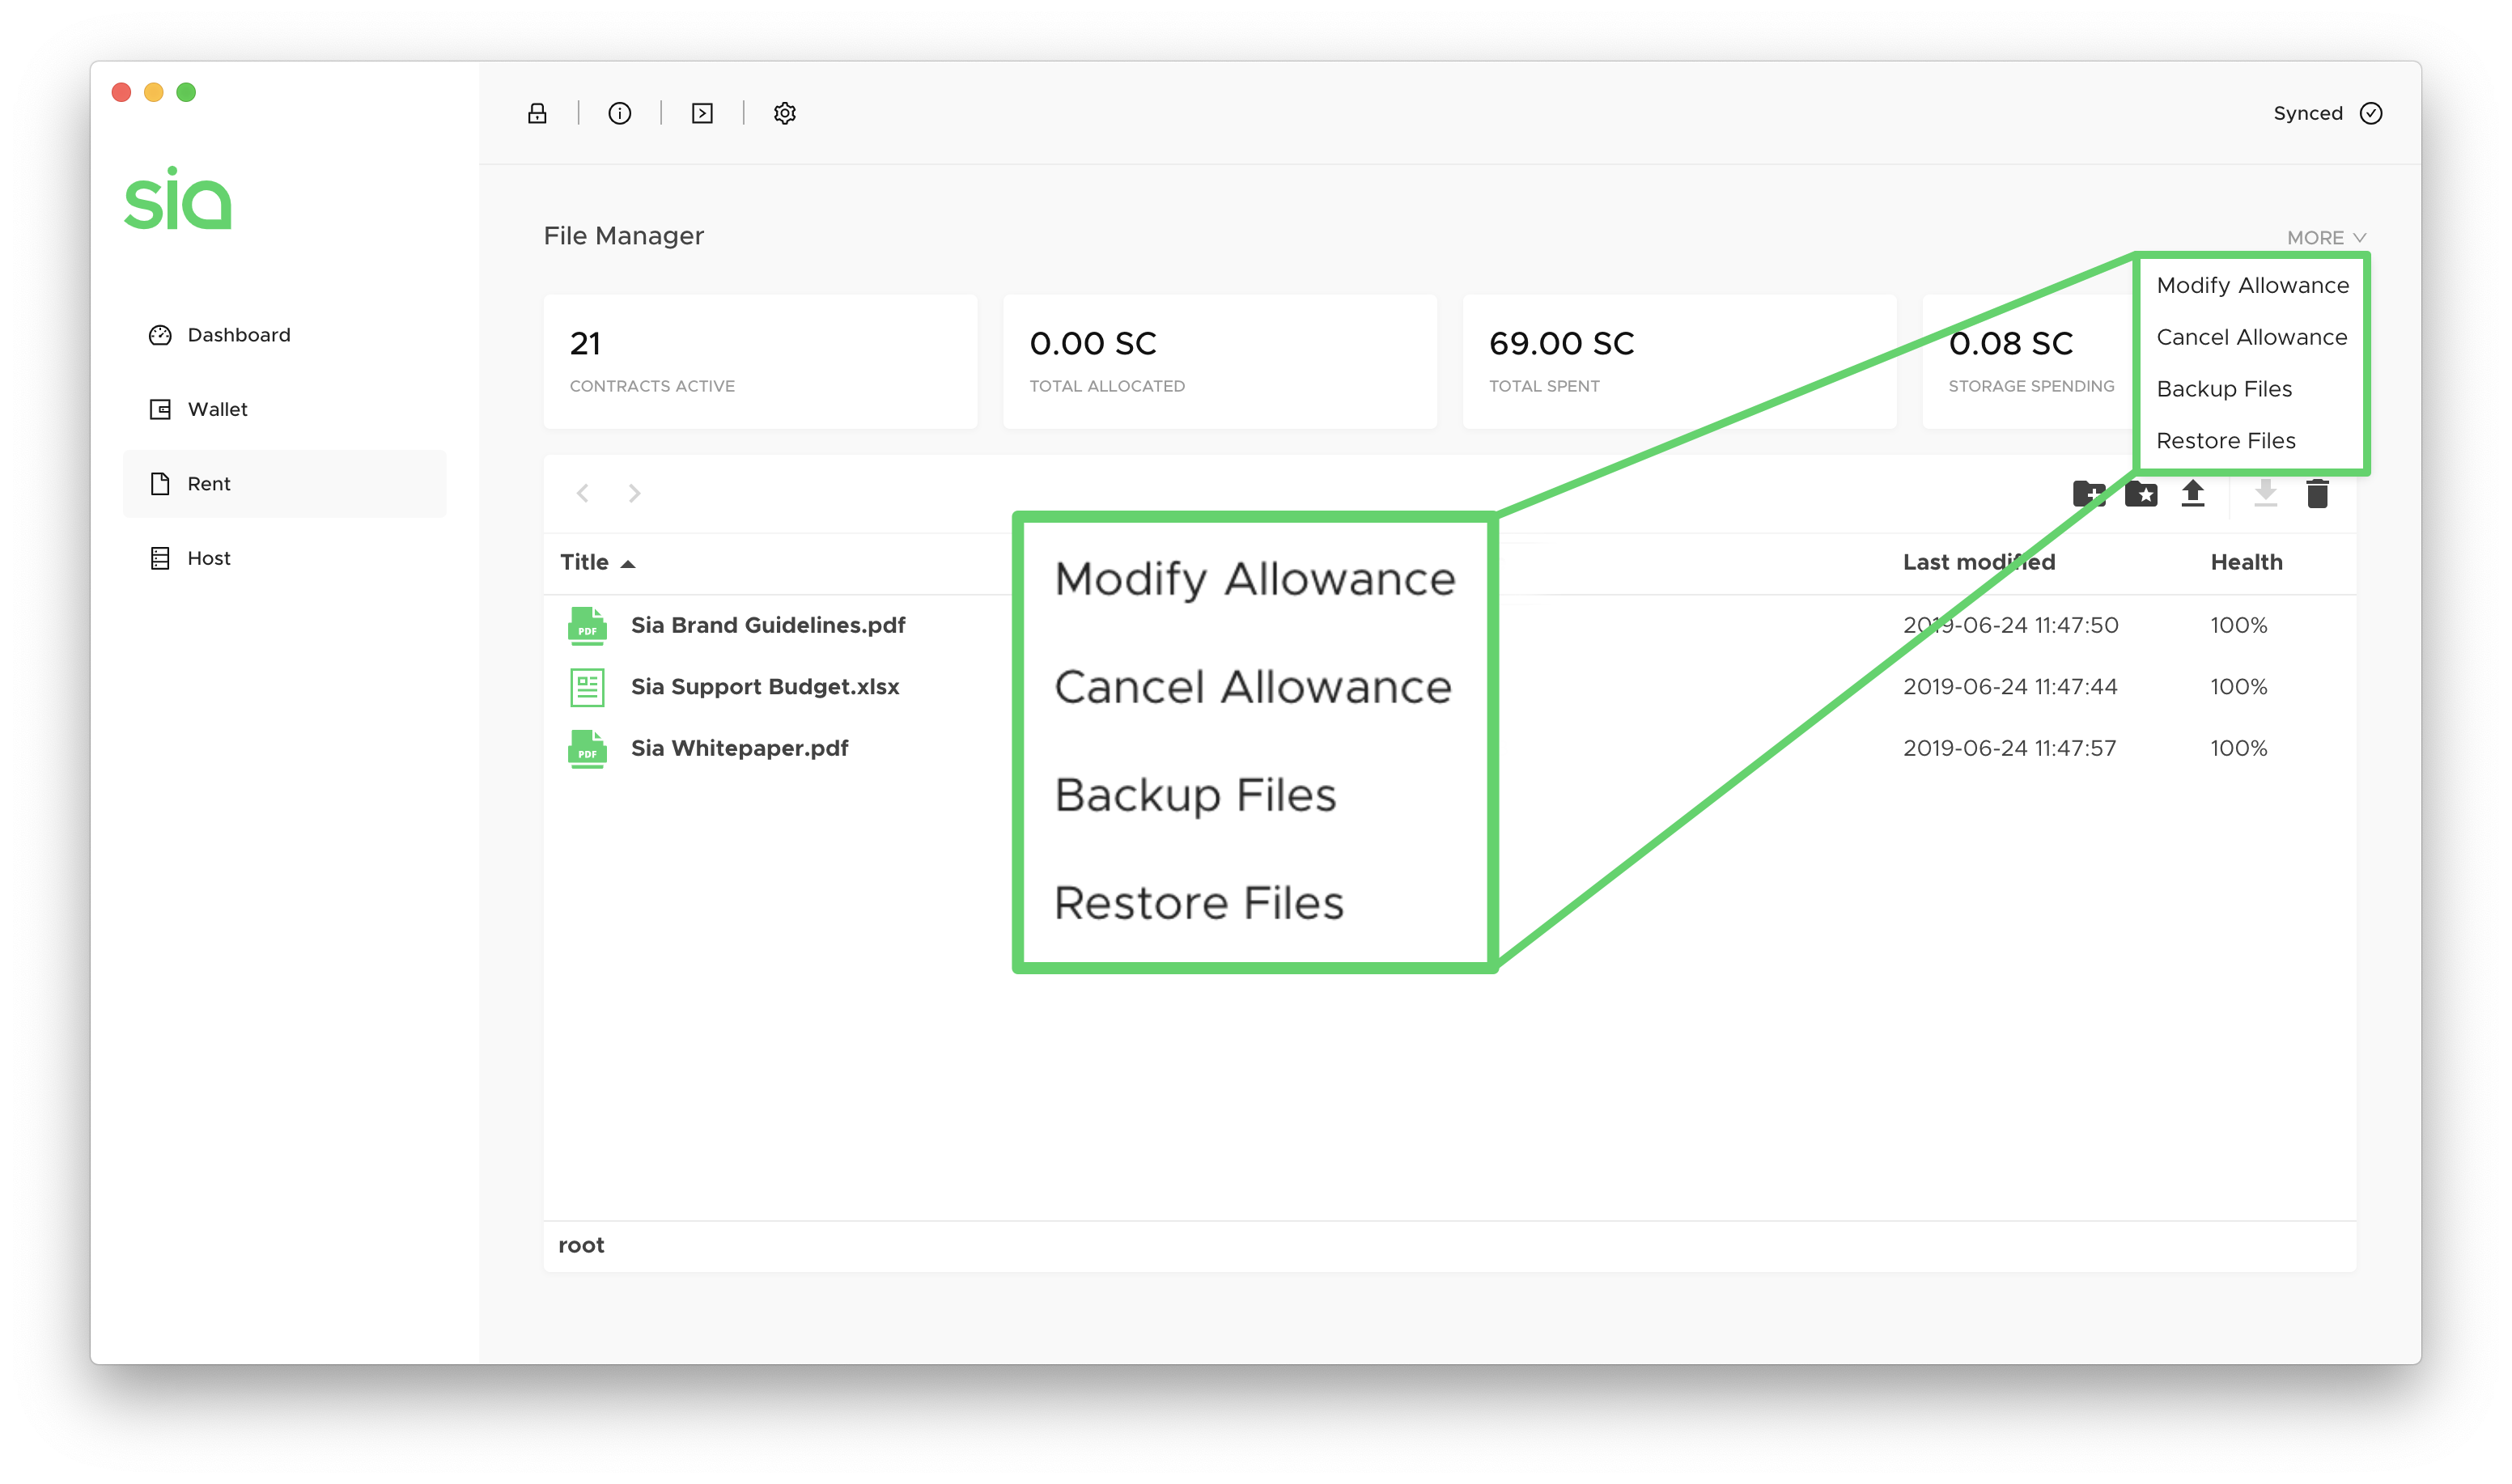 Synced
sia
File Manager
MORE
Dashboard
Wallet
Rent
Host
21
CONTRACTS ACTIVE
0.00 SC
TOTAL ALLOCATED
69.00 SC
TOTAL SPENT
0.08 SC
STORAGE SPENDING
Modify Allowance
Cancel Allowance
Backup Files
Restore Files
Title
Last modified
Health
PDF
Sia Brand Guidelines.pdf
2019-06-24 11:47:50
100%
Sia Support Budget.xlsx
2019-06-24 11:47:44
100%
PDF
Sia Whitepaper.pdf
2019-06-24 11:47:57
100%
Modify Allowance
Cancel Allowance
Backup Files
Restore Files
root